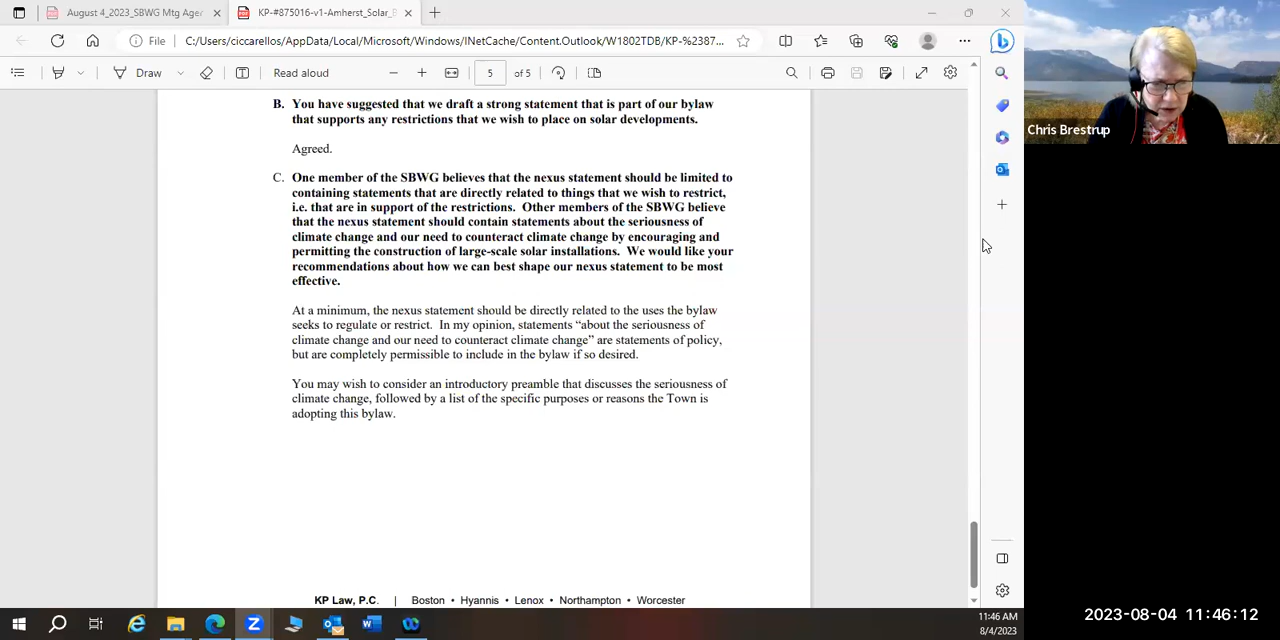 August 4_2023_SBWG Mtg Age
KP-#875016-v1-Amherst_Solar_B
File
C:/Users/ciccarellos/AppData/Local/Microsoft/Windows/INetCache/Content.Outlook/W1802TDB/KP-%2387...
Draw
Read aloud
5 of 5
B. You have suggested that we draft a strong statement that is part of our bylaw
that supports any restrictions that we wish to place on solar developments.
Agreed.
C. One member of the SBWG believes that the nexus statement should be limited to
containing statements that are directly related to things that we wish to restrict,
i.e. that are in support of the restrictions. Other members of the SBWG believe
that the nexus statement should contain statements about the seriousness of
climate change and our need to counteract climate change by encouraging and
permitting the construction of large-scale solar installations. We would like your
recommendations about how we can best shape our nexus statement to be most
effective.
At a minimum, the nexus statement should be directly related to the uses the bylaw
seeks to regulate or restrict. In my opinion, statements “about the seriousness of
climate change and our need to counteract climate change” are statements of policy,
but are completely permissible to include in the bylaw if so desired.
You may wish to consider an introductory preamble that discusses the seriousness of
climate change, followed by a list of the specific purposes or reasons the Town is
adopting this bylaw.
KP Law, P.C. | Boston • Hyannis • Lenox • Northampton • Worcester
Chris Brestrup
11:46 AM
8/4/2023
2023-08-04 11:46:12